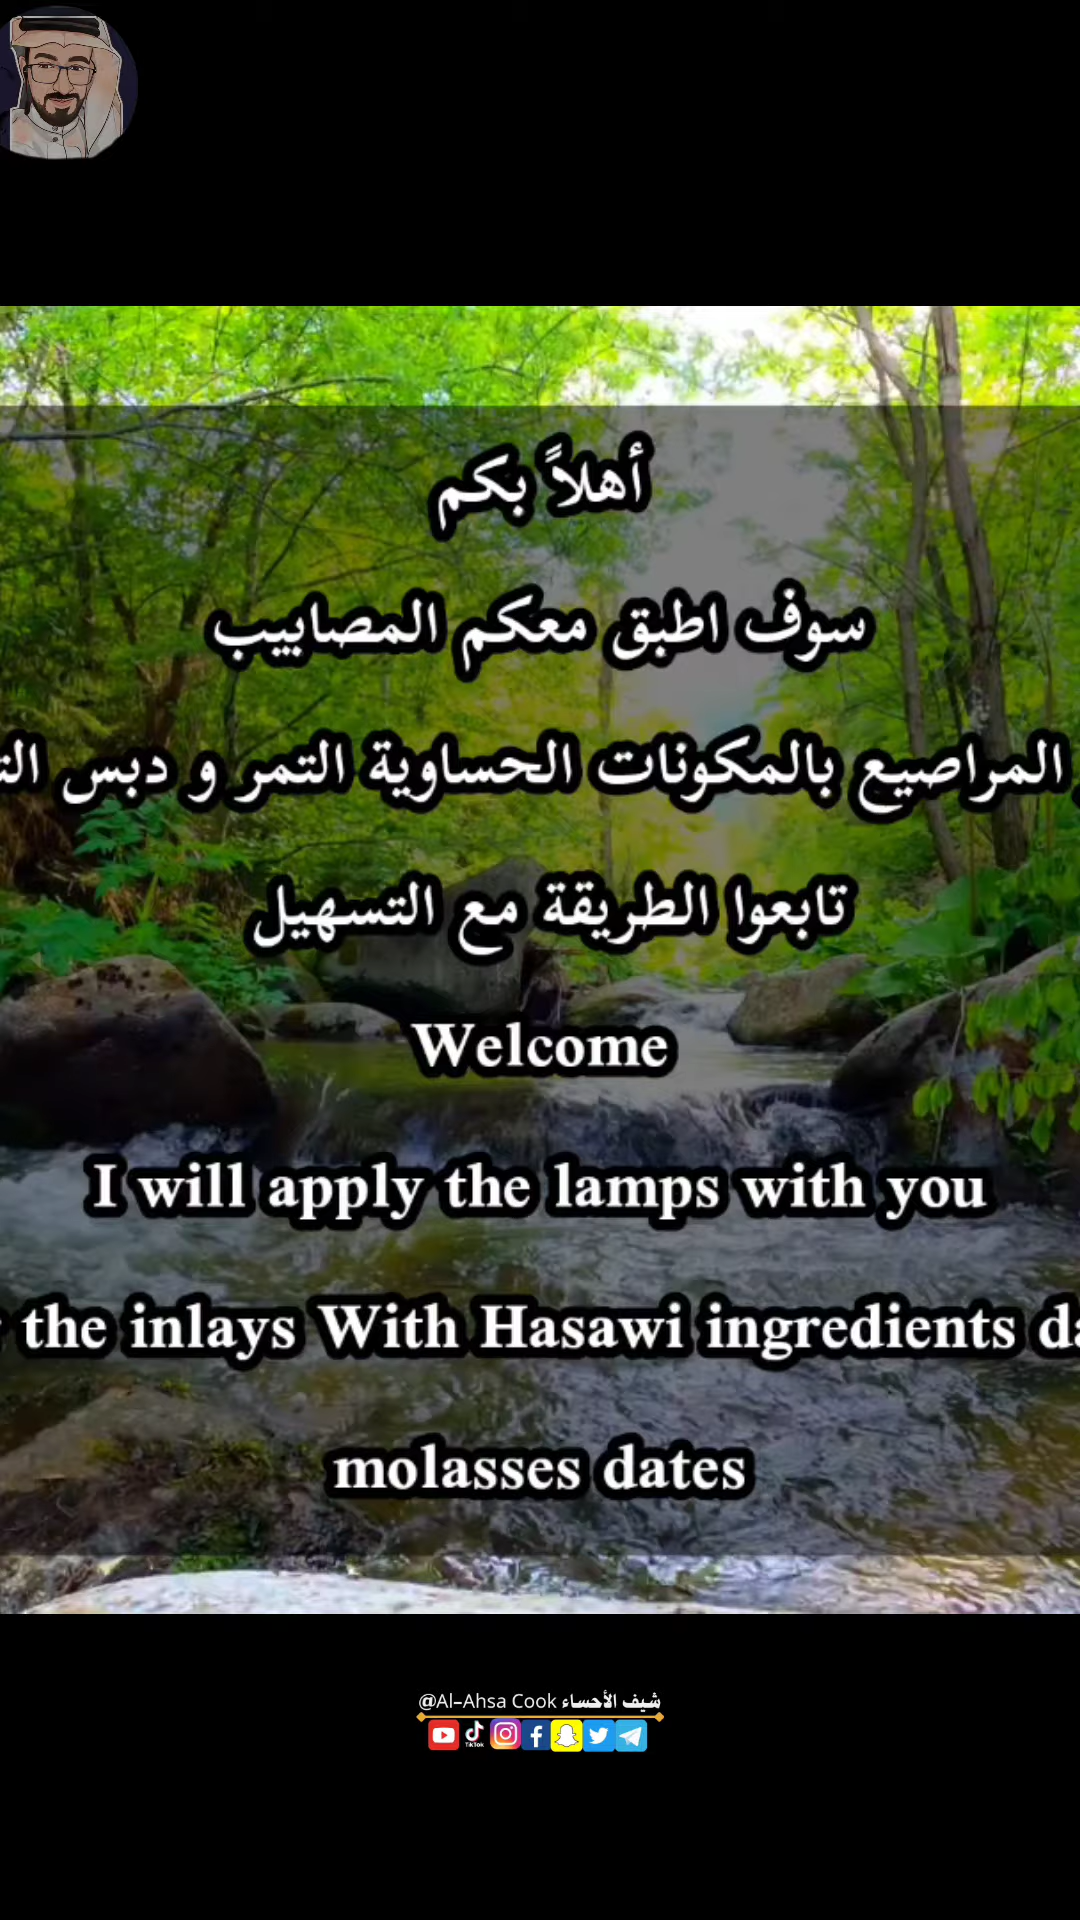 أهلاً بكم
سوف اطبق معكم المصابيب
المراصيع بالمكونات الحساوية التمر و دبس
تابعوا الطريقة مع التسهيل
Welcome
I will apply the lamps with you
the inlays With Hasawi ingredients
molasses dates
@Al-Ahsa Cook شيف الأحساء
TikTok